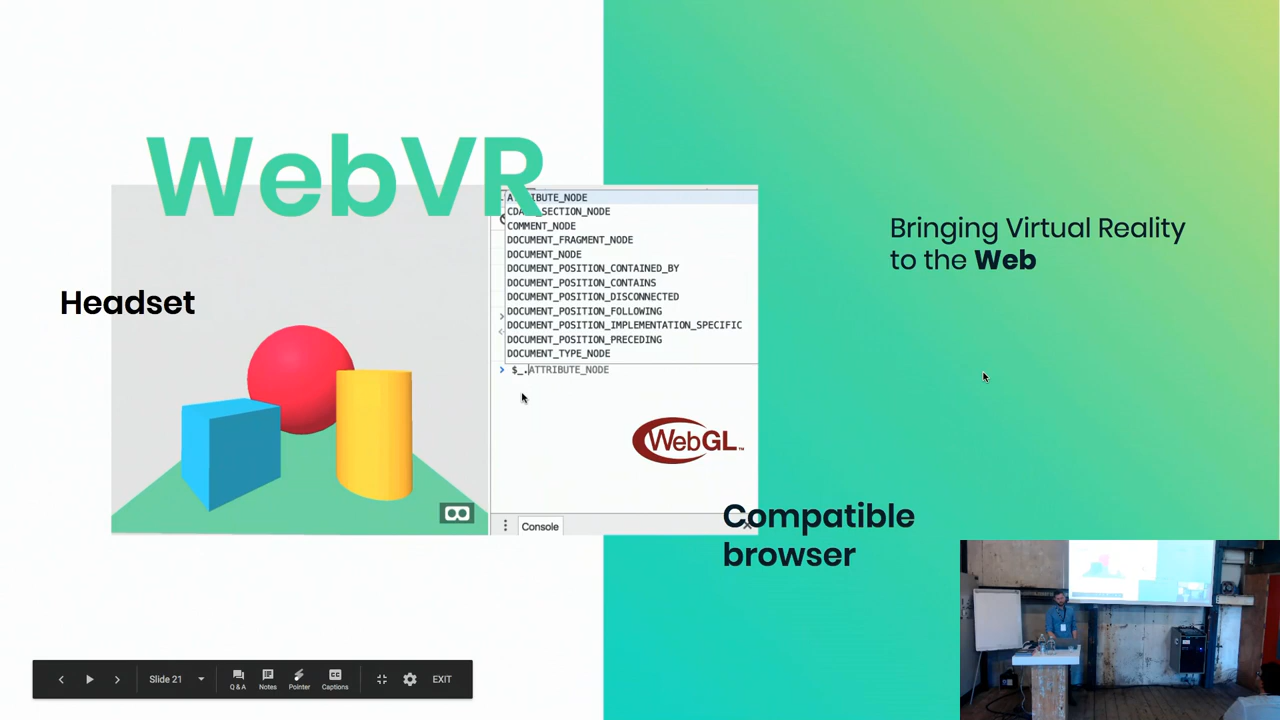 WebVR
ATTRIBUTE_NODE
CDATA_SECTION_NODE
COMMENT_NODE
DOCUMENT_FRAGMENT_NODE
DOCUMENT_NODE
DOCUMENT_POSITION_CONTAINED_BY
DOCUMENT_POSITION_CONTAINS
DOCUMENT_POSITION_DISCONNECTED
DOCUMENT_POSITION_FOLLOWING
DOCUMENT_POSITION_IMPLEMENTATION_SPECIFIC
DOCUMENT_POSITION_PRECEDING
DOCUMENT_TYPE_NODE
> $_.ATTRIBUTE_NODE
Bringing Virtual Reality
to the Web
Headset
WebGL™
Console
Compatible
browser
Slide 21
Q & A
Notes
Pointer
Captions
EXIT